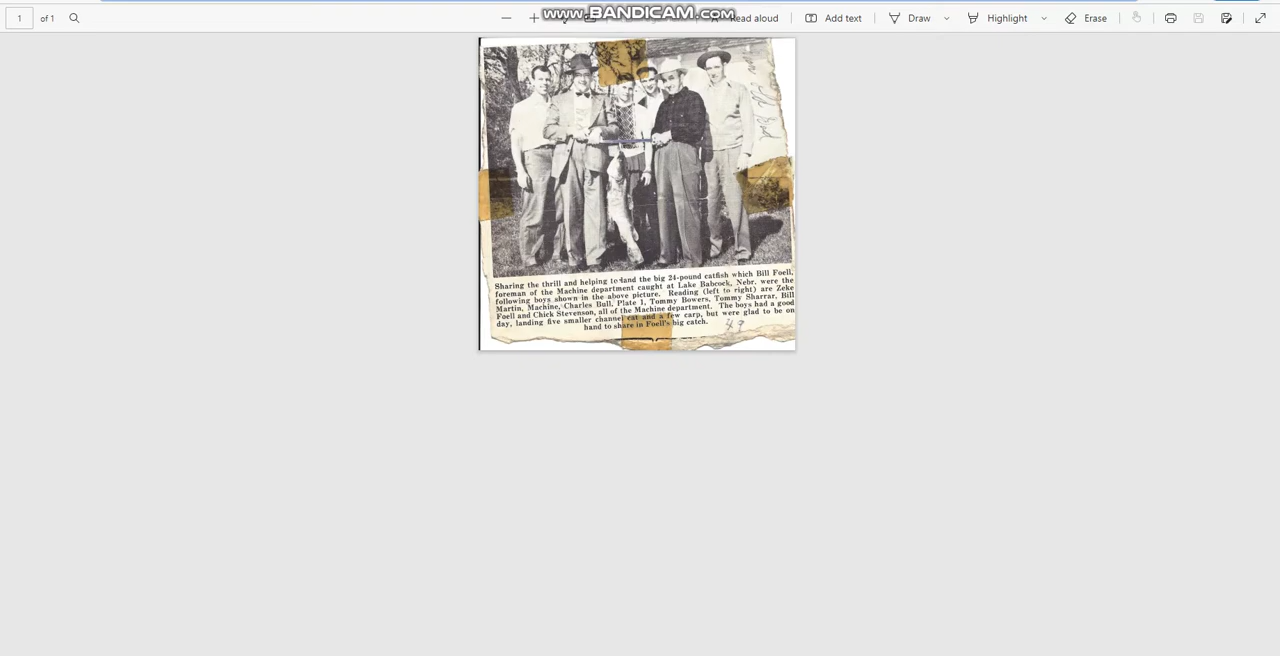 1 of 1 Read aloud Add text Draw Highlight Erase
www.BANDICAM.com
Sharing the thrill and helping to land the big 24-pound catfish which Bill Foell,
foreman of the Machine department caught at Lake Babcock, Nebr. were the
following boys shown in the above picture. Reading (left to right) are Zeke
Martin, Machine, Charles Bull, Plate 1, Tommy Bowers, Tommy Sharrar, Bill
Foell and Chick Stevenson, all of the Machine department. The boys had a good
day, landing five smaller channel cat and a few carp, but were glad to be on
hand to share in Foell's big catch.
49